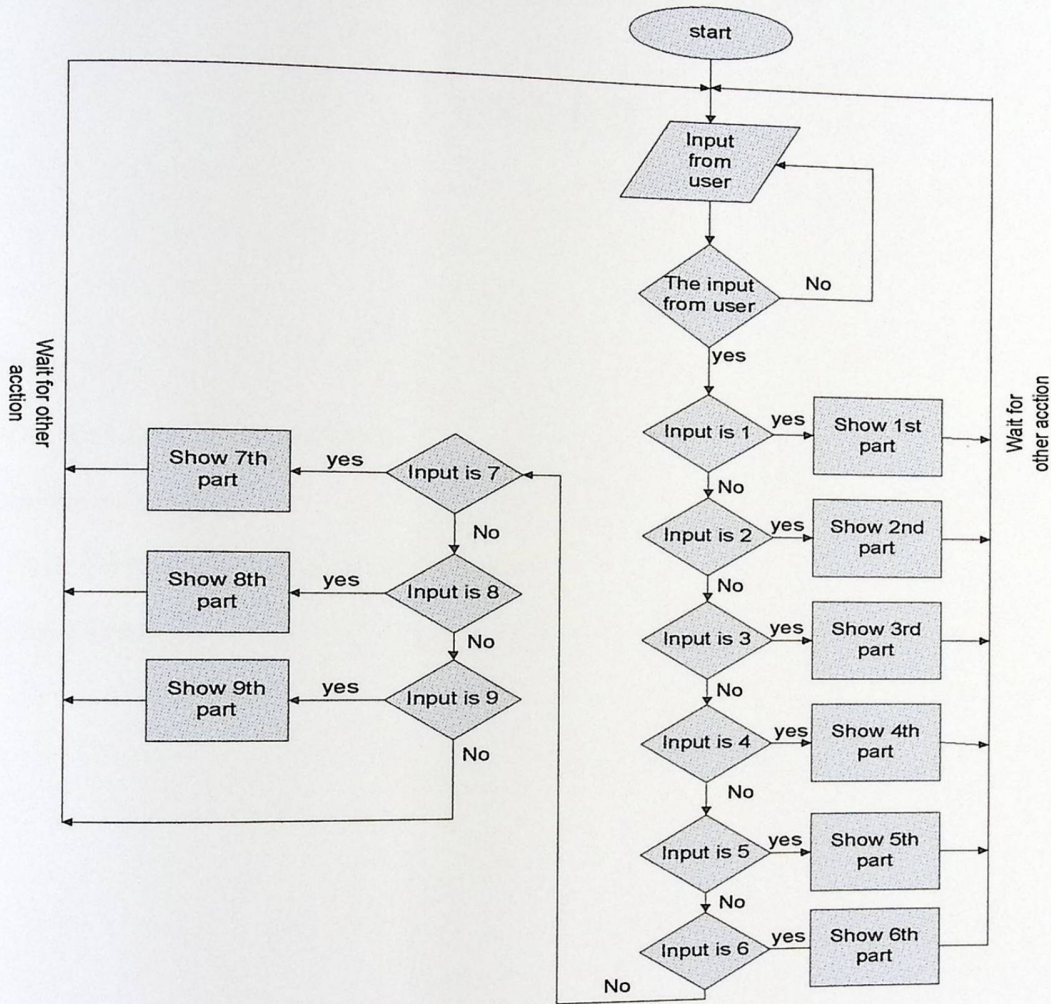 start
Input
from
user
The input
from user
No
yes
Input is 1
yes
Show 1st
part
No
Input is 2
yes
Show 2nd
part
No
Input is 3
yes
Show 3rd
part
No
Input is 4
yes
Show 4th
part
No
Input is 5
yes
Show 5th
part
No
Input is 6
yes
Show 6th
part
No
Wait for
other acction
Input is 7
yes
Show 7th
part
No
Input is 8
yes
Show 8th
part
No
Input is 9
yes
Show 9th
part
No
Wait for other
acction